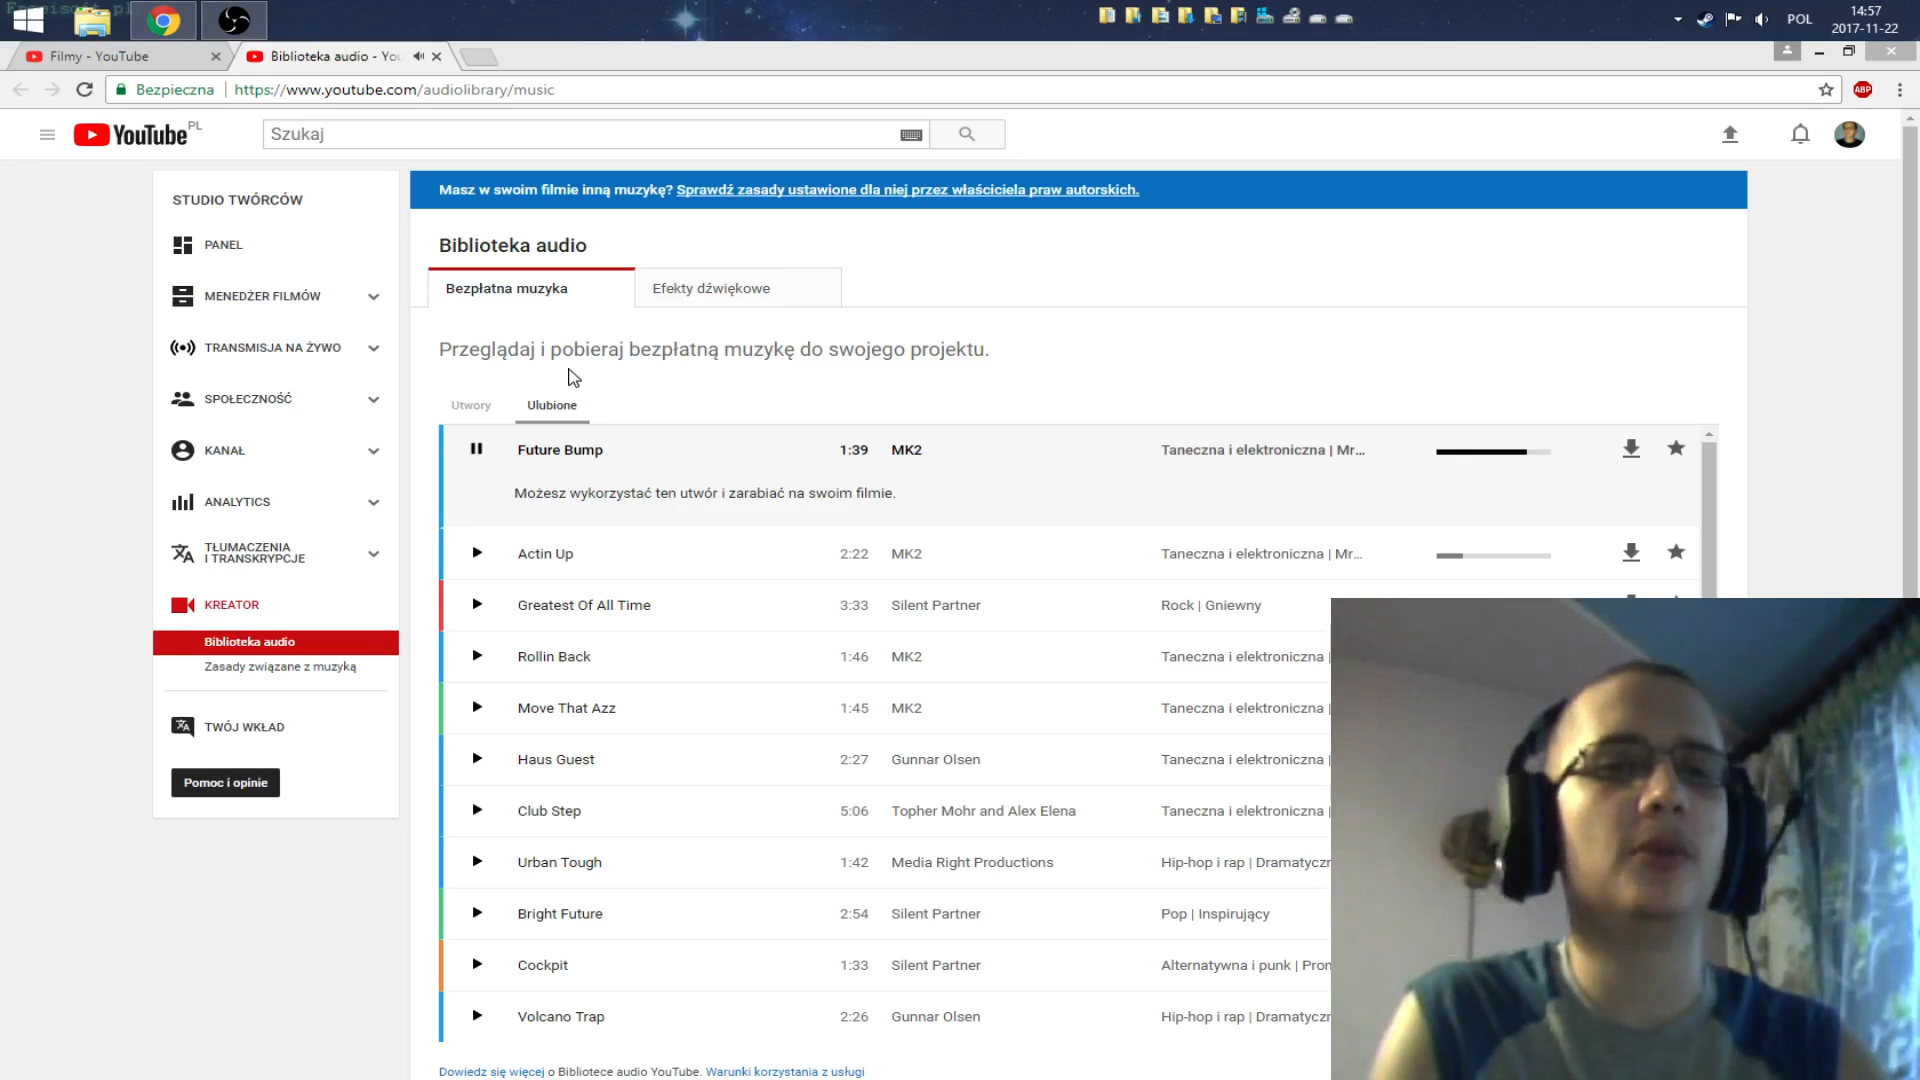 Freeisoft.pl
14:57
POL
2017-11-22
Filmy - YouTube
Biblioteka audio - You
Bezpieczna
https://www.youtube.com/audiolibrary/music
ABP
YouTube PL
Szukaj
STUDIO TWÓRCÓW
PANEL
MENEDŻER FILMÓW
TRANSMISJA NA ŻYWO
SPOŁECZNOŚĆ
KANAŁ
ANALYTICS
TŁUMACZENIA
I TRANSKRYPCJE
KREATOR
Biblioteka audio
Zasady związane z muzyką
TWÓJ WKŁAD
Pomoc i opinie
Masz w swoim filmie inną muzykę? Sprawdź zasady ustawione dla niej przez właściciela praw autorskich.
Biblioteka audio
Bezpłatna muzyka
Efekty dźwiękowe
Przeglądaj i pobieraj bezpłatną muzykę do swojego projektu.
Utwory
Ulubione
Future Bump 1:39 MK2 Taneczna i elektroniczna | Mr...
Możesz wykorzystać ten utwór i zarabiać na swoim filmie.
Actin Up 2:22 MK2 Taneczna i elektroniczna | Mr...
Greatest Of All Time 3:33 Silent Partner Rock | Gniewny
Rollin Back 1:46 MK2 Taneczna i elektroniczna |
Move That Azz 1:45 MK2 Taneczna i elektroniczna |
Haus Guest 2:27 Gunnar Olsen Taneczna i elektroniczna |
Club Step 5:06 Topher Mohr and Alex Elena Taneczna i elektroniczna |
Urban Tough 1:42 Media Right Productions Hip-hop i rap | Dramatyczn
Bright Future 2:54 Silent Partner Pop | Inspirujący
Cockpit 1:33 Silent Partner Alternatywna i punk | Pron
Volcano Trap 2:26 Gunnar Olsen Hip-hop i rap | Dramatyczn
Dowiedz się więcej o Bibliotece audio YouTube. Warunki korzystania z usługi